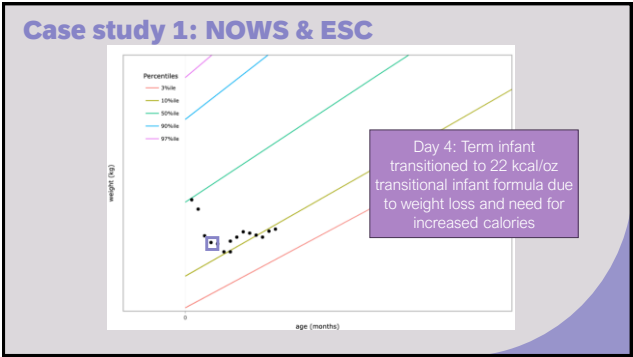 Case study 1: NOWS & ESC
Percentiles
3%ile
10%ile
50%ile
90%ile
97%ile
weight (kg)
0
age (months)
Day 4: Term infant
transitioned to 22 kcal/oz
transitional infant formula due
to weight loss and need for
increased calories